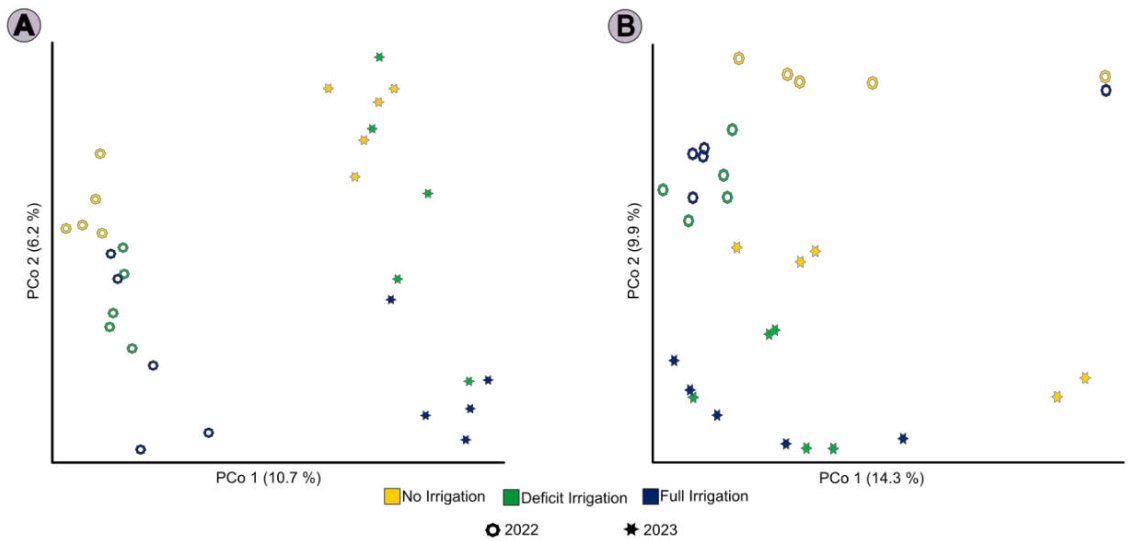 A
B
PCo 2 (6.2 %)
PCo 2 (9.9 %)
PCo 1 (10.7 %)
PCo 1 (14.3 %)
No Irrigation Deficit Irrigation Full Irrigation
2022 2023